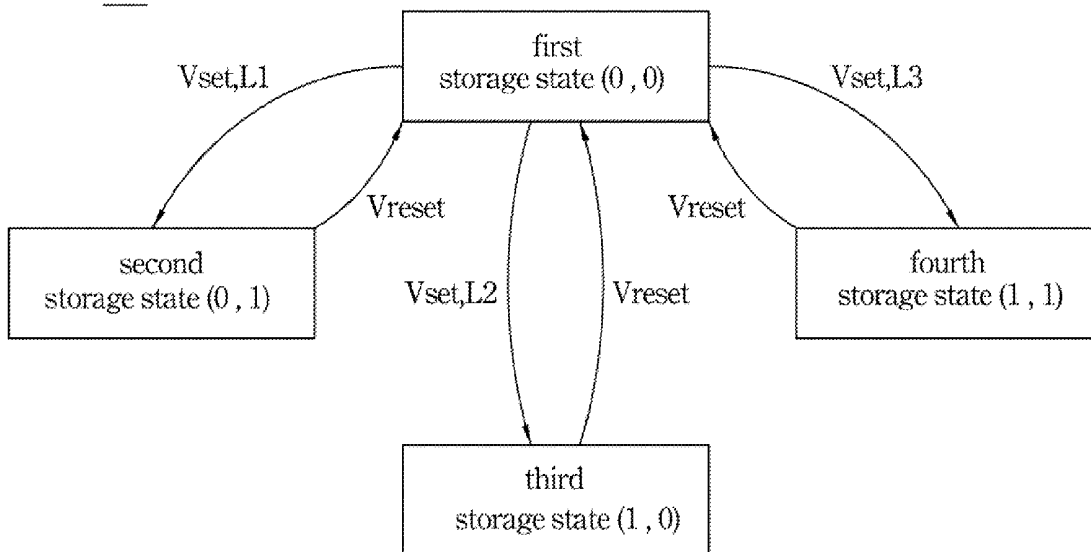 first
storage state (0 , 0)
Vset,L1
Vset,L3
Vreset
Vreset
second
storage state (0 , 1)
fourth
storage state (1 , 1)
Vset,L2
Vreset
third
storage state (1 , 0)